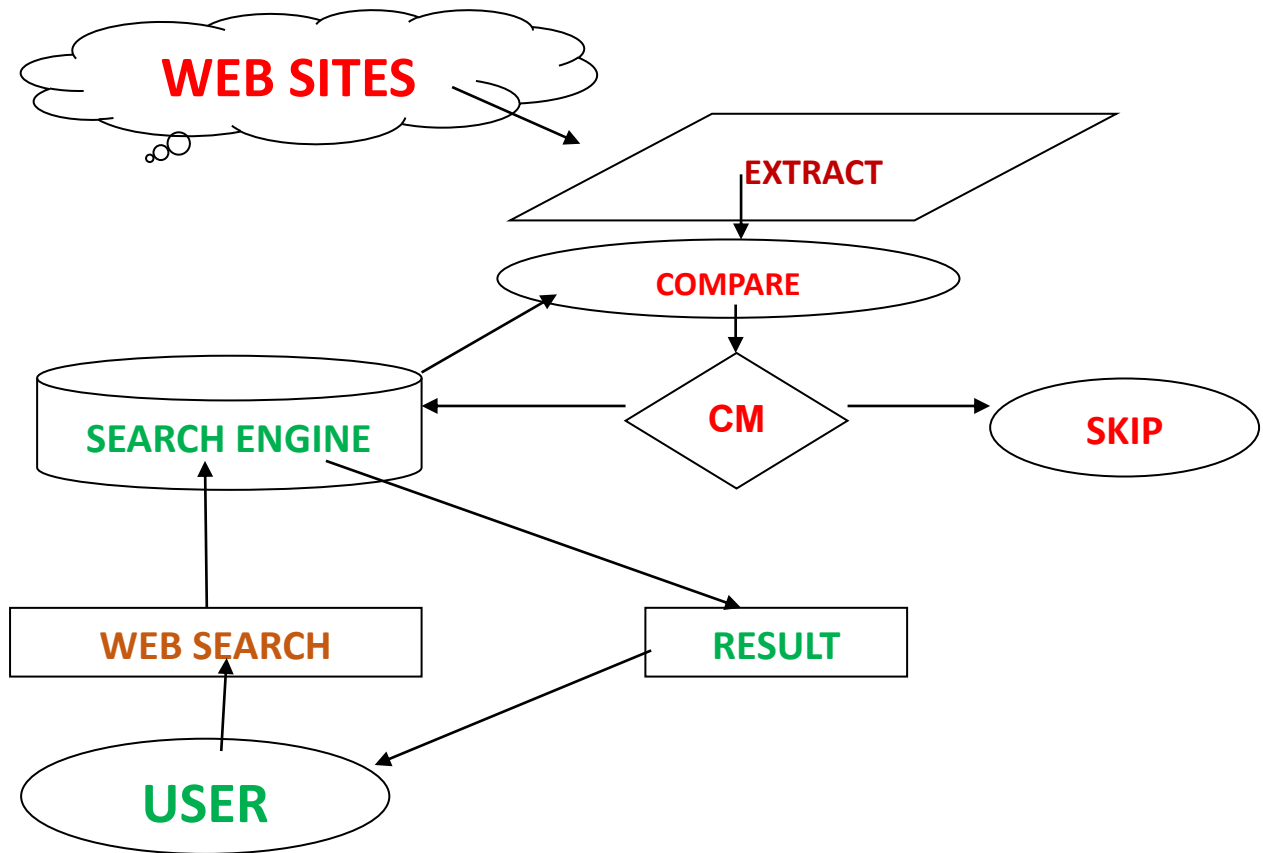 WEB SITES
EXTRACT
COMPARE
CM
SKIP
SEARCH ENGINE
WEB SEARCH
RESULT
USER